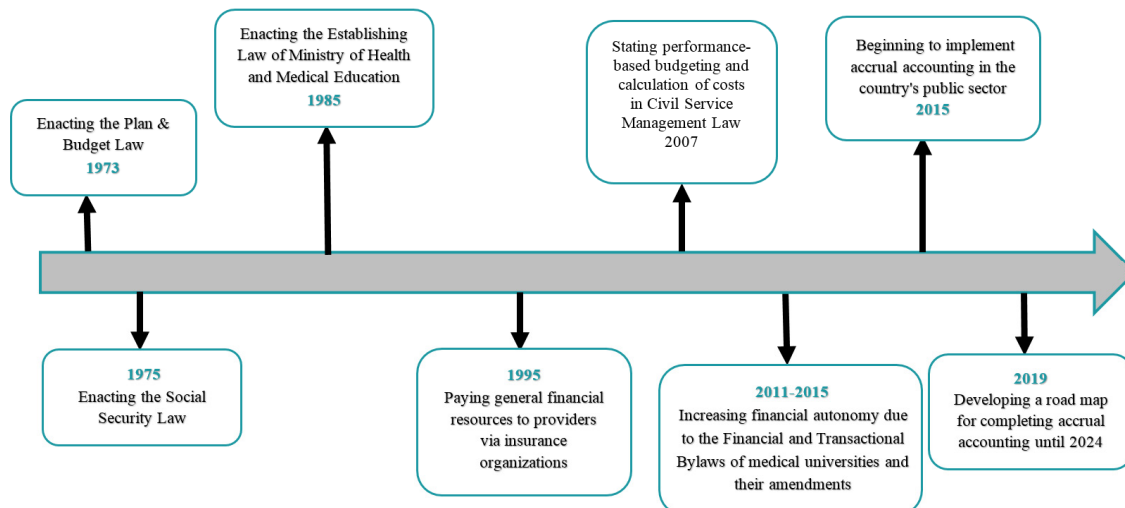 Enacting the Plan &
Budget Law
1973
Enacting the Establishing
Law of Ministry of Health
and Medical Education
1985
Stating performance-
based budgeting and
calculation of costs
in Civil Service
Management Law
2007
Beginning to implement
accrual accounting in the
country's public sector
2015
1975
Enacting the Social
Security Law
1995
Paying general financial
resources to providers
via insurance
organizations
2011-2015
Increasing financial autonomy due
to the Financial and Transactional
Bylaws of medical universities and
their amendments
2019
Developing a road map
for completing accrual
accounting until 2024